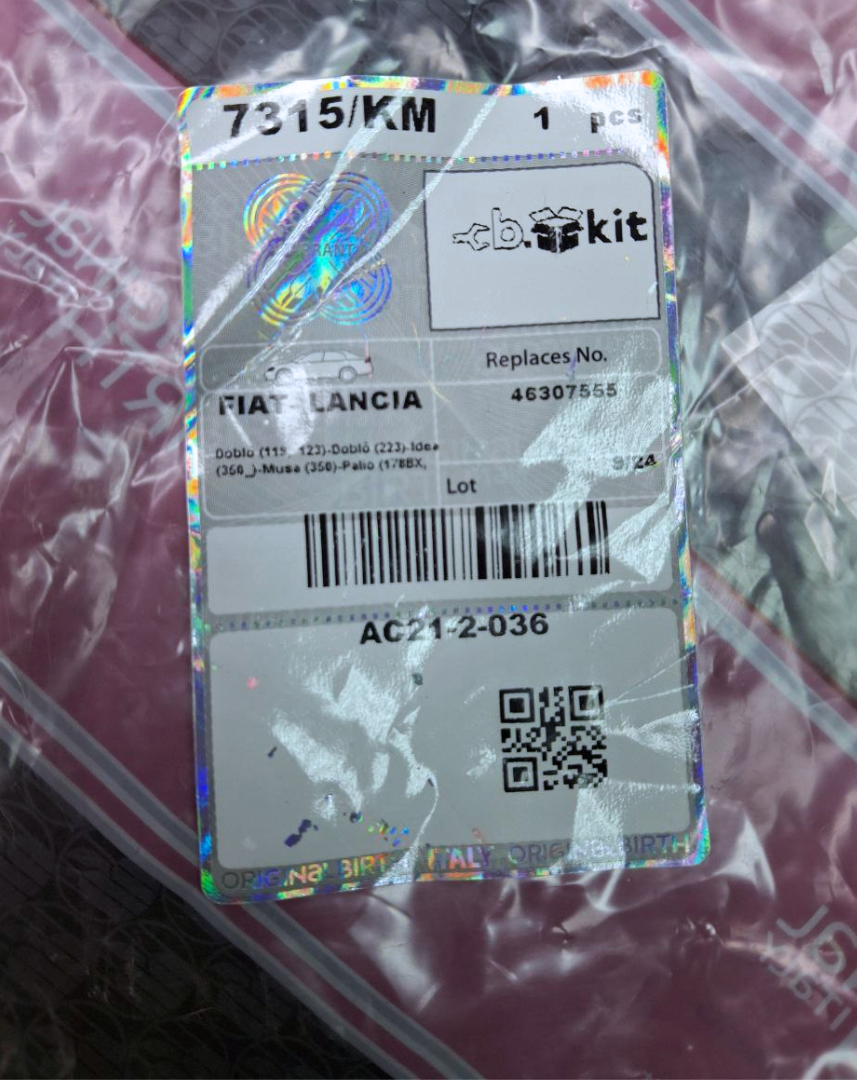 7315/KM 1 pcs
cb. kit
Replaces No.
FIAT-LANCIA
46307555
Doblo (119_ 123)-Doblò (223)-Idea
(350_)-Musa (350)-Palio (178BX,
9/24
Lot
AC21-2-036
ORIGINAL BIRTH ITALY ORIGINAL BIRTH